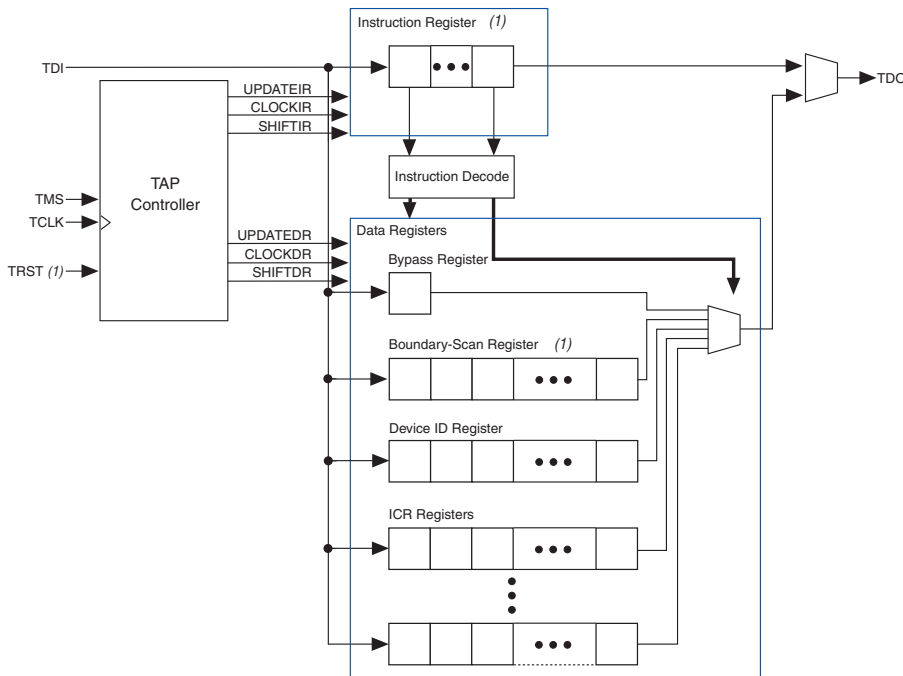 Instruction Register (1)
TDI
TDO
UPDATEIR
CLOCKIR
SHIFTIR
TAP
Controller
Instruction Decode
TMS
TCLK
TRST (1)
UPDATEDR
CLOCKDR
SHIFTDR
Data Registers
Bypass Register
Boundary-Scan Register (1)
Device ID Register
ICR Registers